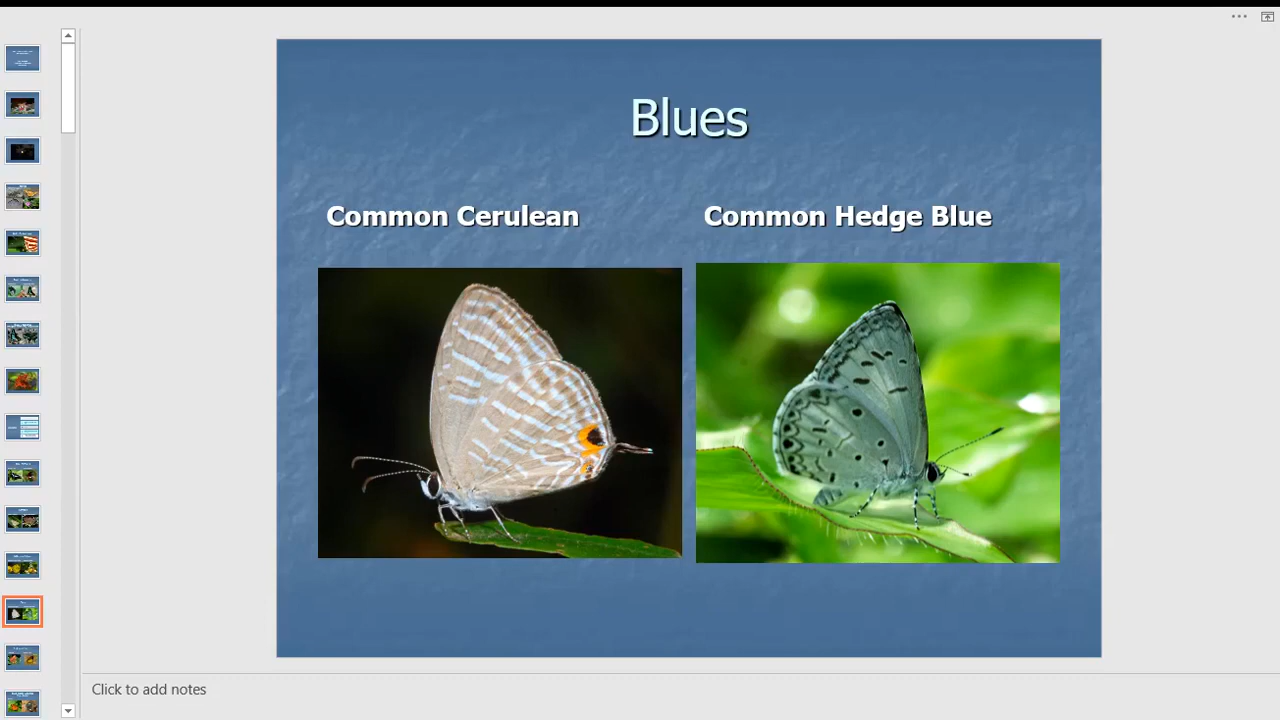 Blues
Common Cerulean
Common Hedge Blue
Click to add notes